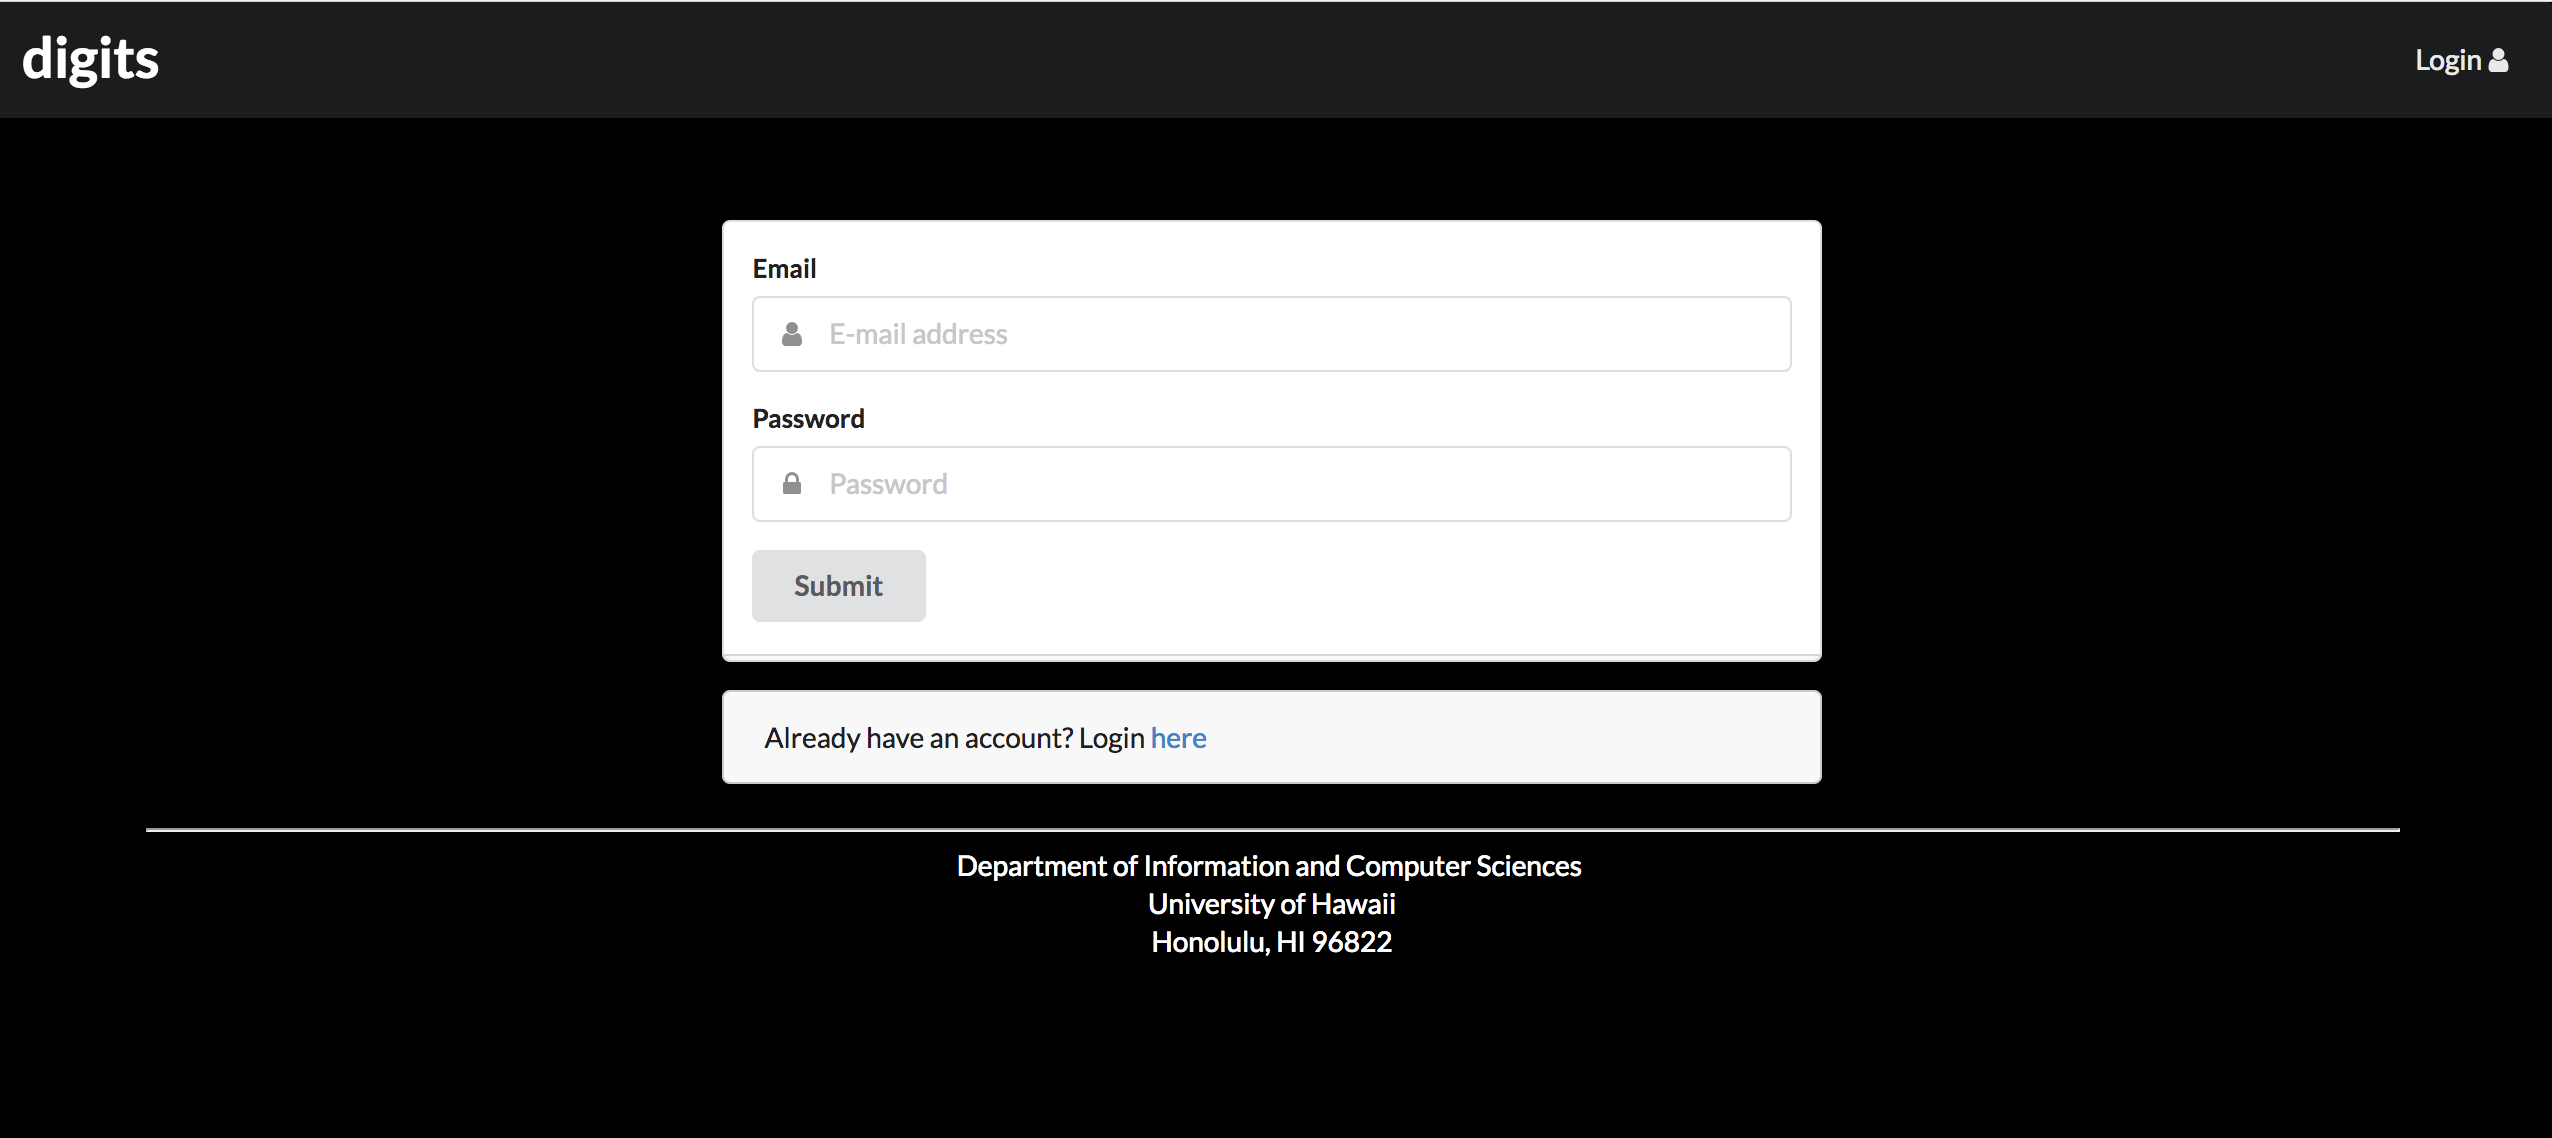 digits
Login
Email
E-mail address
Password
Password
Submit
Already have an account? Login here
Department of Information and Computer Sciences
University of Hawaii
Honolulu, HI 96822